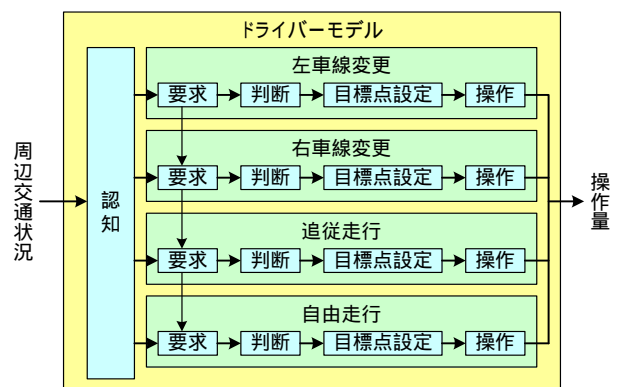 ドライバーモデル
周辺交通状況
認知
左車線変更
要求 判断 目標点設定 操作
右車線変更
要求 判断 目標点設定 操作
追従走行
要求 判断 目標点設定 操作
自由走行
要求 判断 目標点設定 操作
操作量